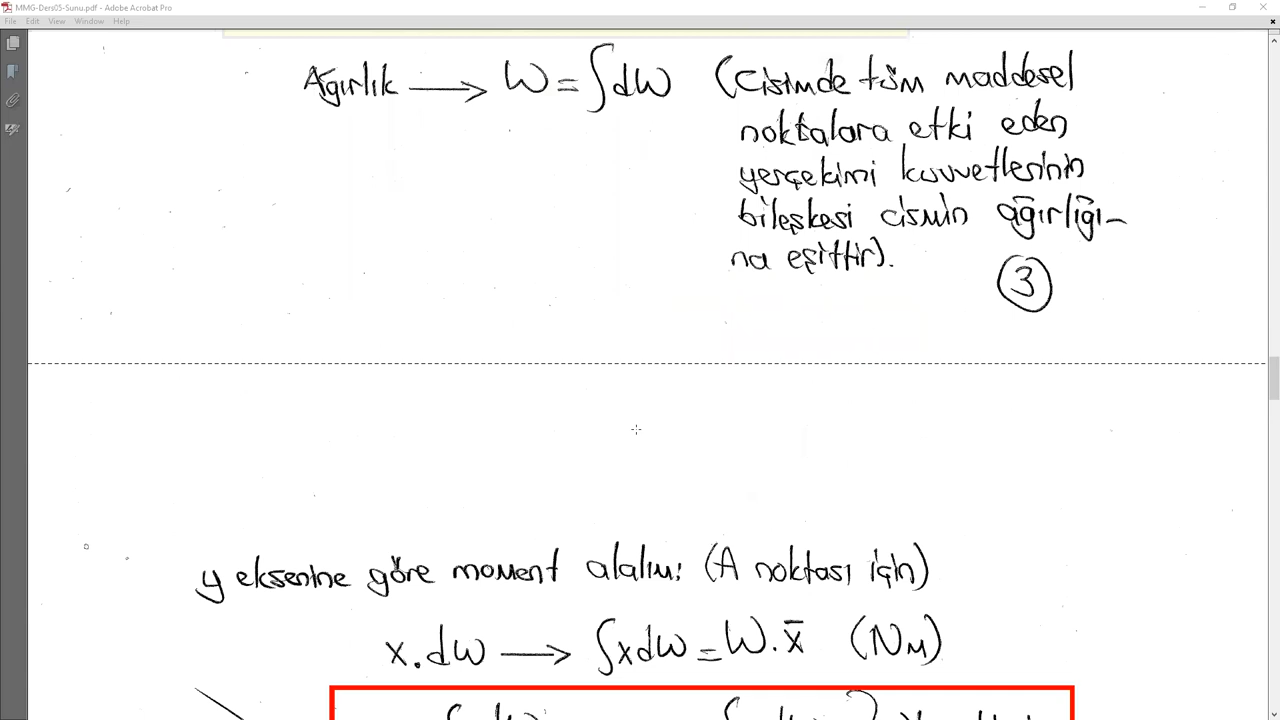 MMG-Ders05-Sunu.pdf - Adobe Acrobat Pro
File Edit View Window Help
Ağırlık → W = ∫dW (Cisimde tüm maddesel
noktalara etki eden
yerçekimi kuvvetlerinin
bileşkesi cismin ağırlığı-
na eşittir).
3
y eksenine göre moment alalım: (A noktası için)
x.dW → ∫xdW = W.x̄ (Nm)